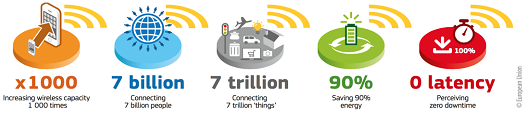 100%
x1000
Increasing wireless capacity
1 000 times
7 billion
Connecting
7 billion people
7 trillion
Connecting
7 trillion 'things'
90%
Saving 90%
energy
0 latency
Perceiving
zero downtime
© European Union